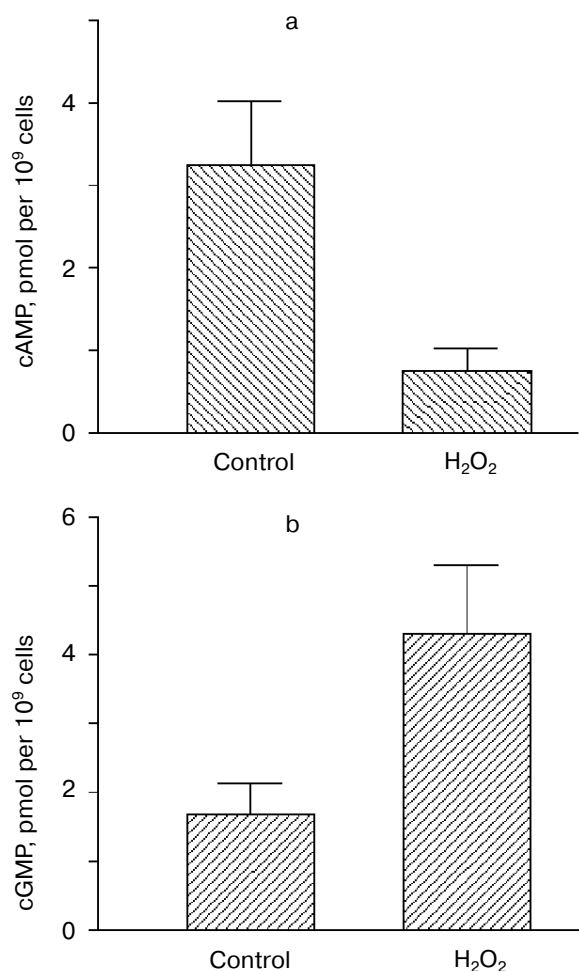 a
cAMP, pmol per 10⁹ cells
4
2
0
Control H₂O₂
b
cGMP, pmol per 10⁹ cells
6
4
2
0
Control H₂O₂